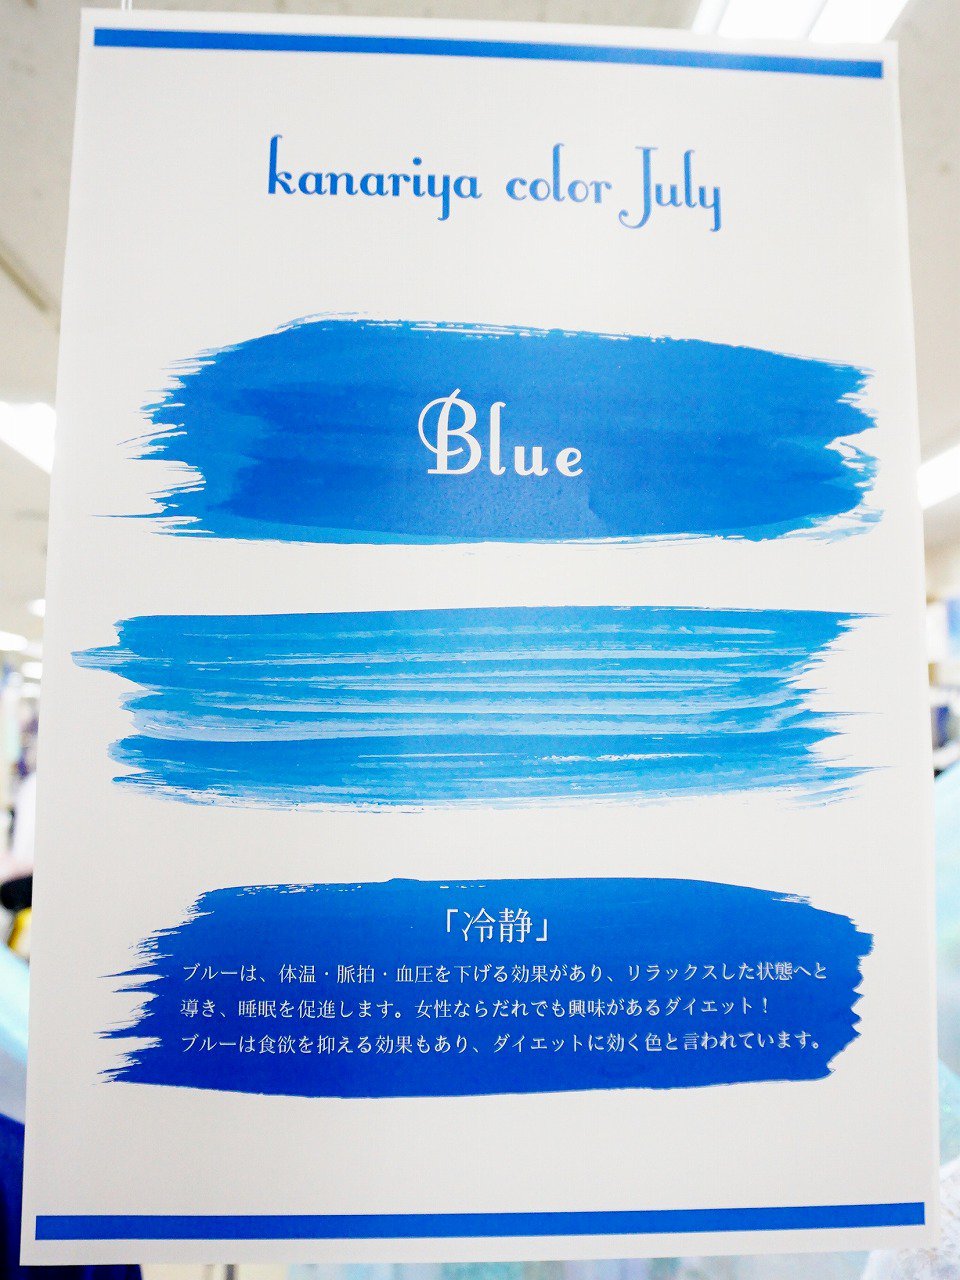 kanariya color July
Blue
「冷静」
ブルーは、体温・脈拍・血圧を下げる効果があり、リラックスした状態へと
導き、睡眠を促進します。女性ならだれでも興味があるダイエット！
ブルーは食欲を抑える効果もあり、ダイエットに効く色と言われています。